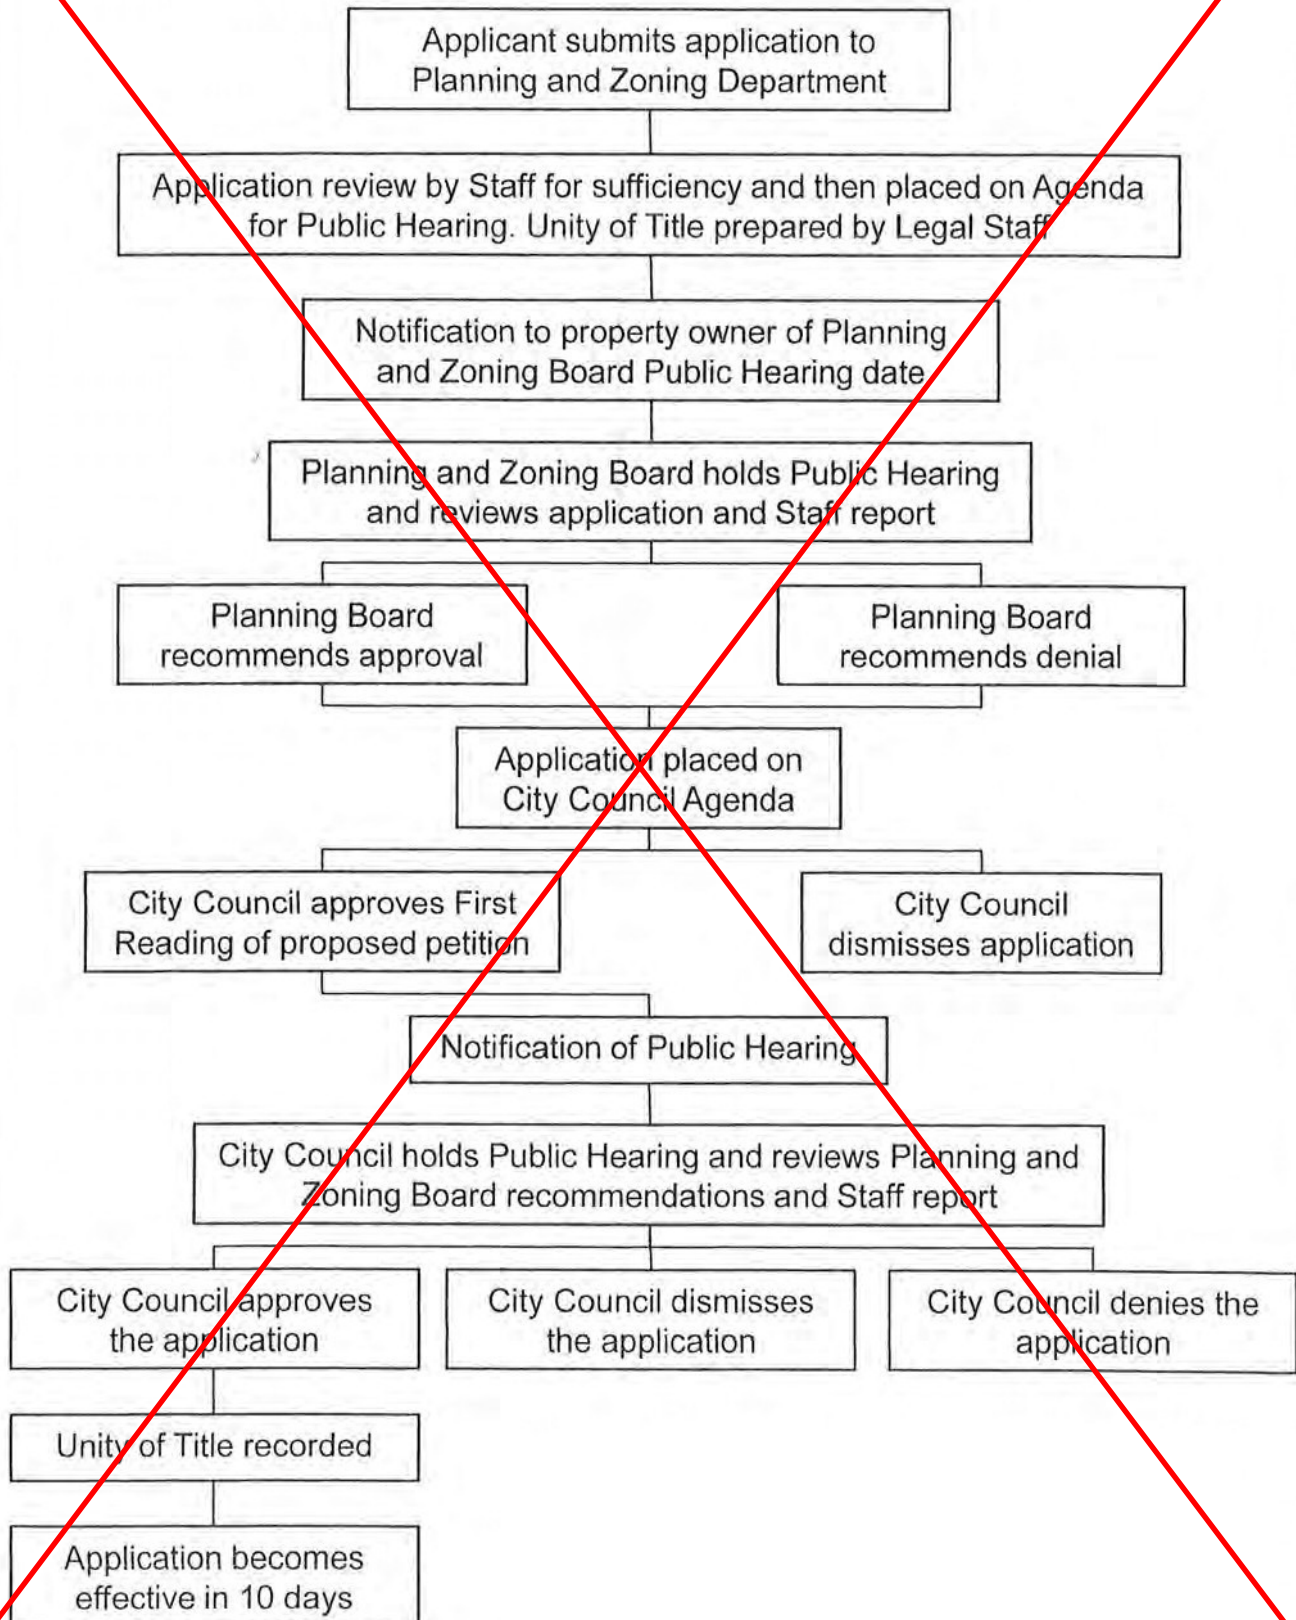 Applicant submits application to
Planning and Zoning Department
Application review by Staff for sufficiency and then placed on Agenda
for Public Hearing. Unity of Title prepared by Legal Staff
Notification to property owner of Planning
and Zoning Board Public Hearing date
Planning and Zoning Board holds Public Hearing
and reviews application and Staff report
Planning Board
recommends approval
Planning Board
recommends denial
Application placed on
City Council Agenda
City Council approves First
Reading of proposed petition
City Council
dismisses application
Notification of Public Hearing
City Council holds Public Hearing and reviews Planning and
Zoning Board recommendations and Staff report
City Council approves
the application
City Council dismisses
the application
City Council denies the
application
Unity of Title recorded
Application becomes
effective in 10 days